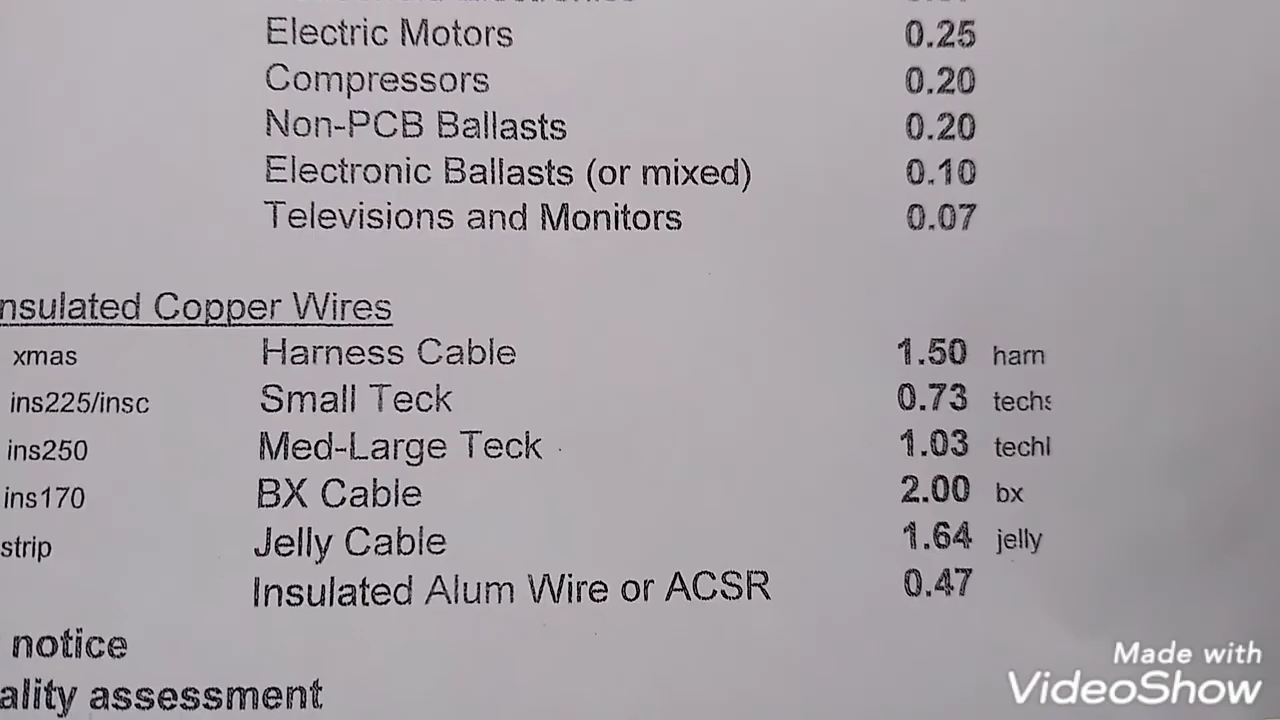 Electric Motors 0.25
Compressors 0.20
Non-PCB Ballasts 0.20
Electronic Ballasts (or mixed) 0.10
Televisions and Monitors 0.07
nsulated Copper Wires
xmas Harness Cable 1.50 harn
ins225/insc Small Teck 0.73 techs
ins250 Med-Large Teck 1.03 techl
ins170 BX Cable 2.00 bx
strip Jelly Cable 1.64 jelly
Insulated Alum Wire or ACSR 0.47
notice
ality assessment
Made with
VideoShow